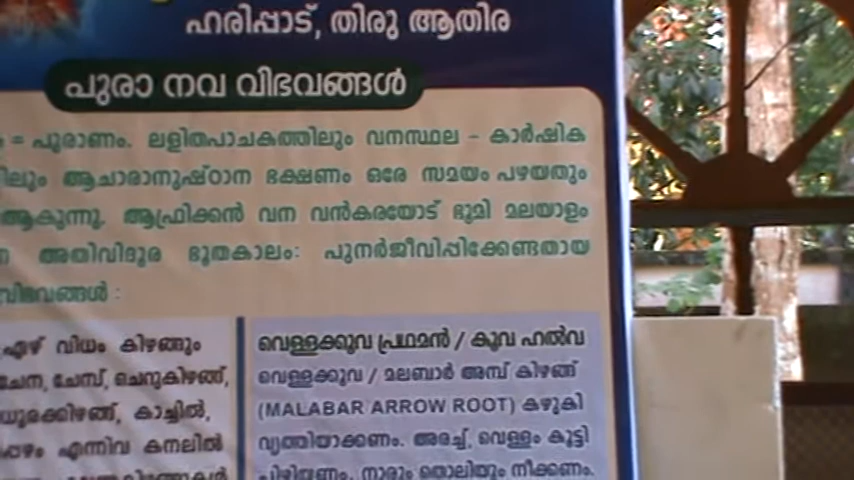 ഹരിപ്പാട്, തിരു ആതിര
പുരാ നവ വിഭവങ്ങൾ
= പുരാണം. ലളിതപാചകത്തിലും വനസ്ഥല - കാർഷിക
ആചാരാനുഷ്ഠാന ഭക്ഷണം ഒരേ സമയം പഴയതും
ആകുന്നു. ആഫ്രിക്കൻ വന വൻകരയോട് ഭൂമി മലയാളം
അതിവിദൂര ഭൂതകാലം: പുനർജീവിപ്പിക്കേണ്ടതായ
വിഭവങ്ങൾ :
ഏഴ് വിധം കിഴങ്ങും
ചേന, ചേമ്പ്, ചെറുകിഴങ്ങ്,
കാച്ചിൽ,
എന്നിവ കനലിൽ
വെള്ളക്കൂവ പ്രഥമൻ / കൂവ ഹൽവ
വെള്ളക്കൂവ / മലബാർ അമ്പ് കിഴങ്ങ്
(MALABAR ARROW ROOT) കഴുകി
വൃത്തിയാക്കണം. അരച്ച്, വെള്ളം കൂട്ടി
പിഴിയണം. നാരും തൊലിയും നീക്കണം.